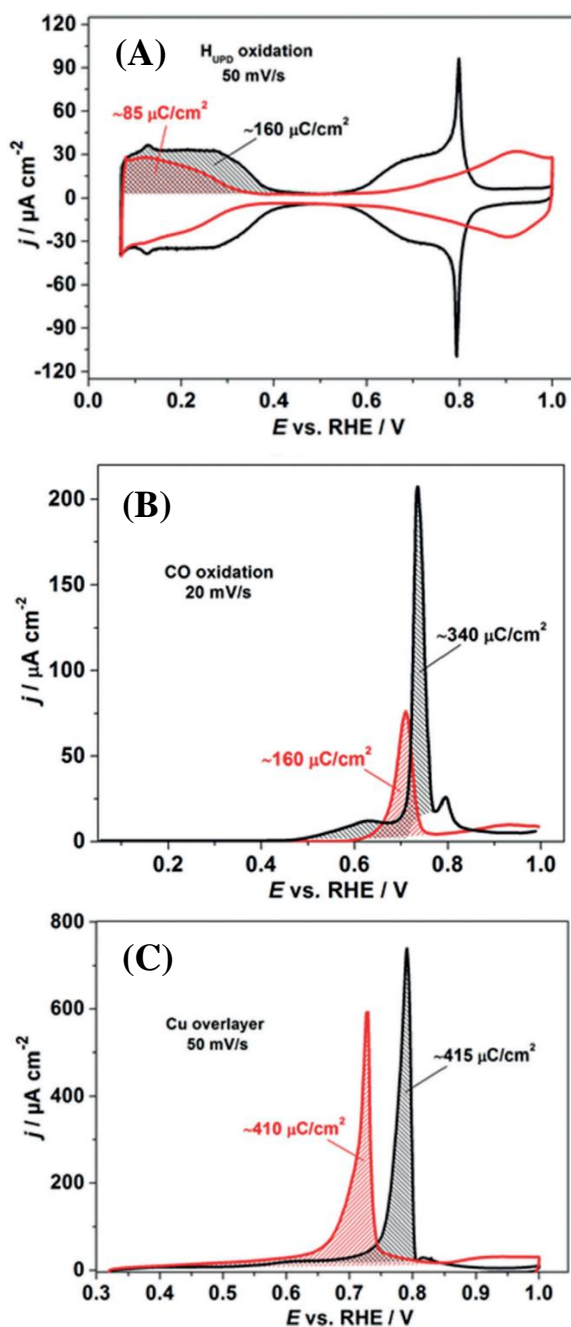 (A)
H_UPD oxidation
50 mV/s
~85 μC/cm²
~160 μC/cm²
120
90
60
30
0
-30
-60
-90
-120
j / μA cm⁻²
0.0 0.2 0.4 0.6 0.8 1.0
E vs. RHE / V
(B)
CO oxidation
20 mV/s
~340 μC/cm²
~160 μC/cm²
200
150
100
50
0
j / μA cm⁻²
0.2 0.4 0.6 0.8 1.0
E vs. RHE / V
(C)
Cu overlayer
50 mV/s
~415 μC/cm²
~410 μC/cm²
800
600
400
200
0
j / μA cm⁻²
0.3 0.4 0.5 0.6 0.7 0.8 0.9 1.0
E vs. RHE / V